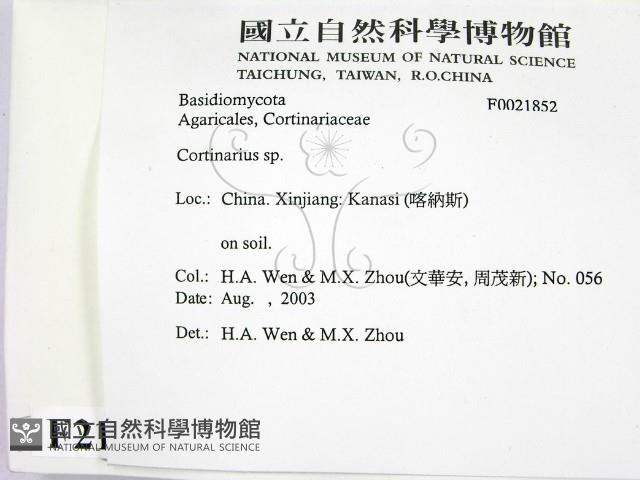 國立自然科學博物館
NATIONAL MUSEUM OF NATURAL SCIENCE
TAICHUNG, TAIWAN, R.O.CHINA
Basidiomycota F0021852
Agaricales, Cortinariaceae
Cortinarius sp.
Loc.: China. Xinjiang: Kanasi (喀納斯)
on soil.
Col.: H.A. Wen & M.X. Zhou(文華安, 周茂新); No. 056
Date: Aug. , 2003
Det.: H.A. Wen & M.X. Zhou
國立自然科學博物館
NATIONAL MUSEUM OF NATURAL SCIENCE